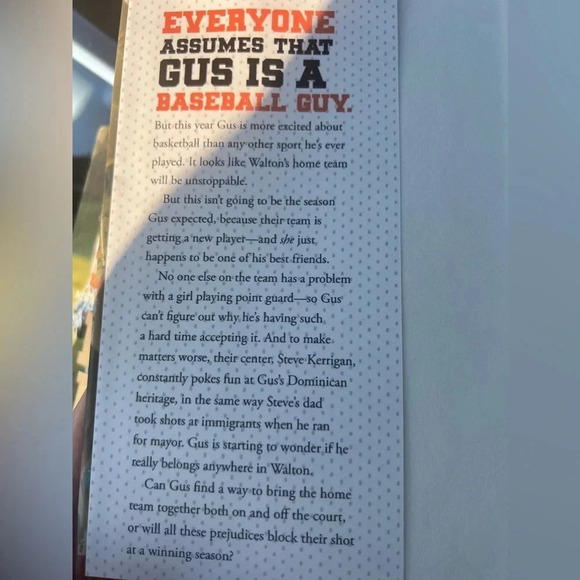 EVERYONE
ASSUMES THAT
GUS IS A
BASEBALL GUY.
But this year Gus is more excited about
basketball than any other sport he's ever
played. It looks like Walton's home team
will be unstoppable.
But this isn't going to be the season
Gus expected, because their team is
getting a new player—and she just
happens to be one of his best friends.
No one else on the team has a problem
with a girl playing point guard—so Gus
can't figure out why he's having such
a hard time accepting it. And to make
matters worse, their center, Steve Kerrigan,
constantly pokes fun at Gus's Dominican
heritage, in the same way Steve's dad
took shots at immigrants when he ran
for mayor. Gus is starting to wonder if he
really belongs anywhere in Walton.
Can Gus find a way to bring the home
team together both on and off the court,
or will all these prejudices block their shot
at a winning season?